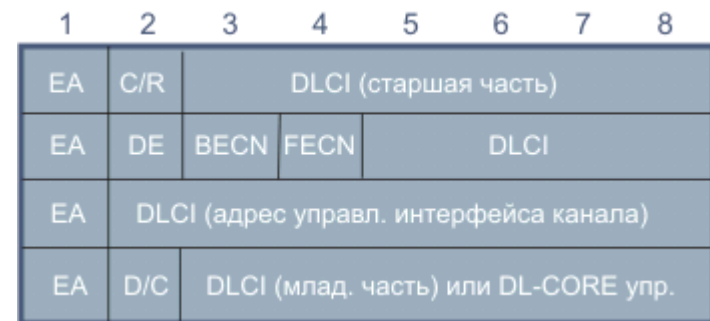 1 2 3 4 5 6 7 8
EA C/R DLCI (старшая часть)
EA DE BECN FECN DLCI
EA DLCI (адрес управл. интерфейса канала)
EA D/C DLCI (млад. часть) или DL-CORE упр.